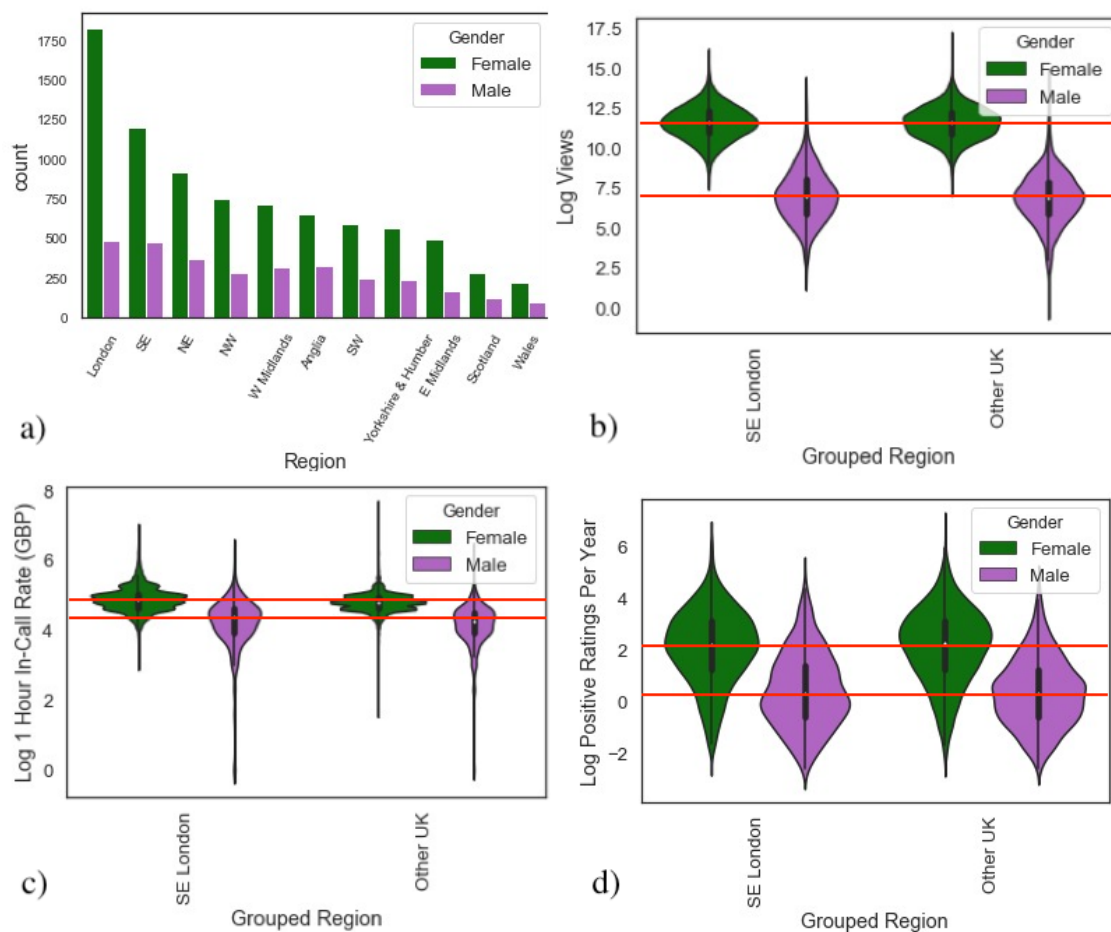 1750
1500
1250
1000
750
500
250
0
count
Gender
Female
Male
London
SE
NE
NW
W Midlands
Anglia
SW
Yorkshire & Humber
E Midlands
Scotland
Wales
Region
a)
17.5
15.0
12.5
10.0
7.5
5.0
2.5
0.0
Log Views
Gender
Female
Male
SE London
Other UK
Grouped Region
b)
8
6
4
2
0
Log 1 Hour In-Call Rate (GBP)
Gender
Female
Male
SE London
Other UK
Grouped Region
c)
6
4
2
0
−2
Log Positive Ratings Per Year
Gender
Female
Male
SE London
Other UK
Grouped Region
d)